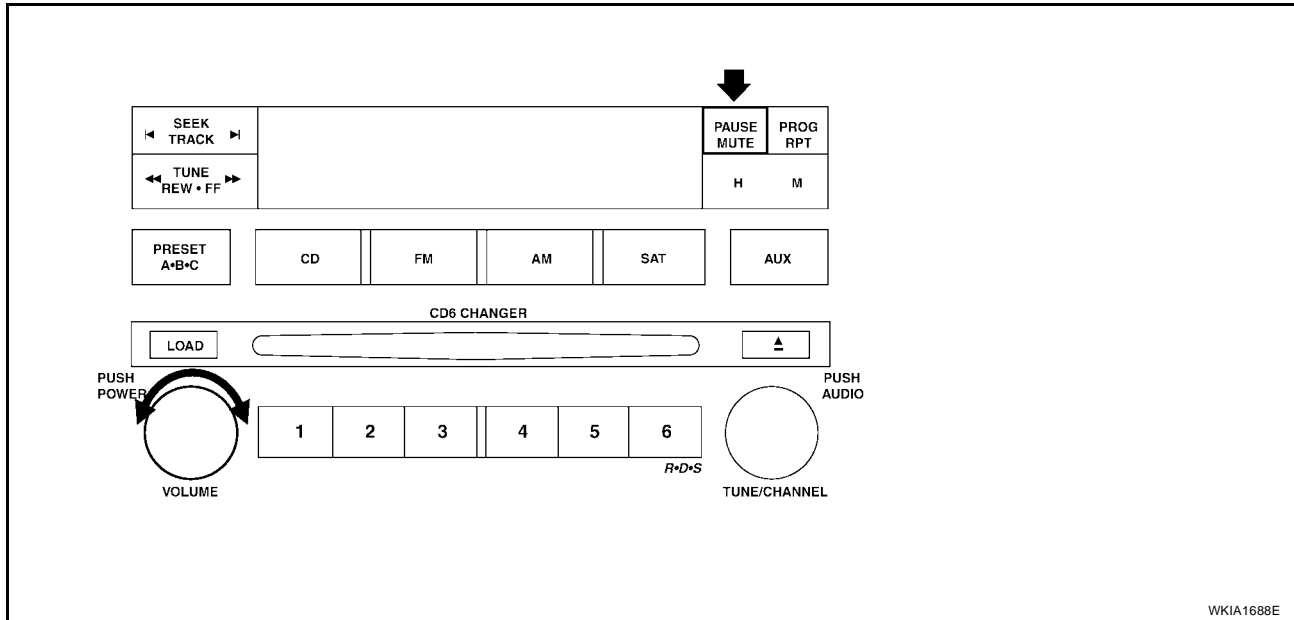 SEEK
TRACK
PAUSE
MUTE
PROG
RPT
TUNE
REW • FF
H
M
PRESET
A•B•C
CD
FM
AM
SAT
AUX
CD6 CHANGER
LOAD
PUSH
POWER
PUSH
AUDIO
1
2
3
4
5
6
R•D•S
VOLUME
TUNE/CHANNEL
WKIA1688E